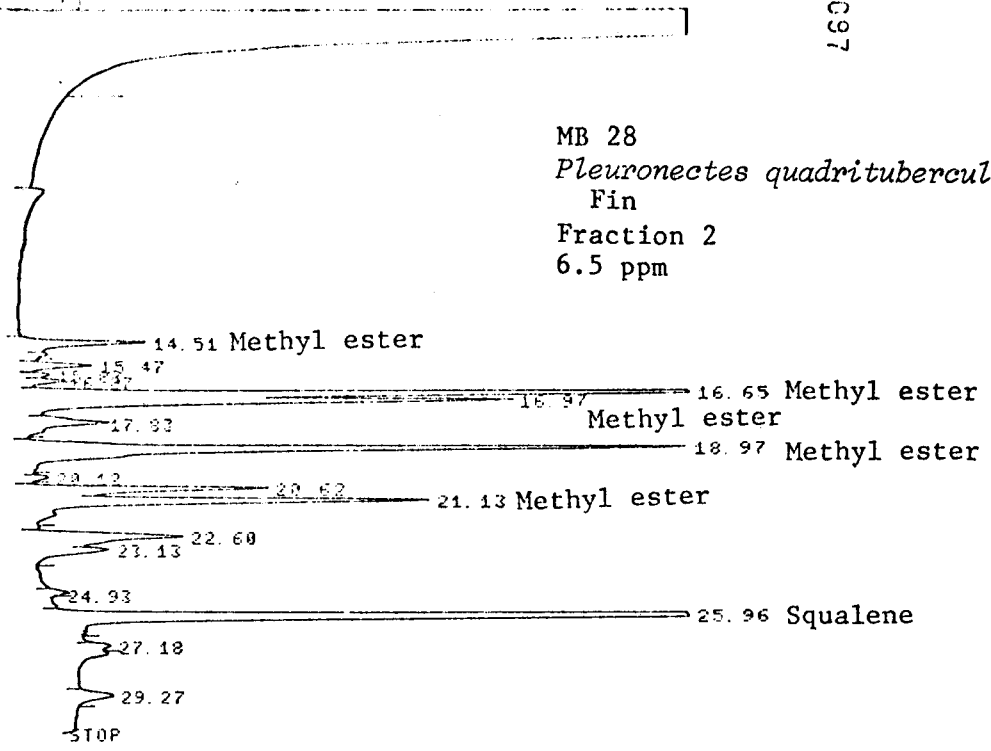 C97
MB 28
Pleuronectes quadritubercul
Fin
Fraction 2
6.5 ppm
14.51 Methyl ester
15.47
16.65 Methyl ester
16.97
Methyl ester
17.83
18.97 Methyl ester
20.12
20.62
21.13 Methyl ester
22.60
23.13
24.93
25.96 Squalene
27.18
29.27
STOP